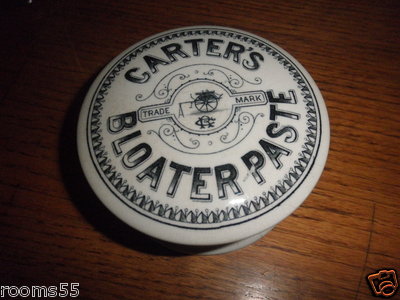 CARTER'S
TRADE MARK
BLOATER PASTE
rooms55